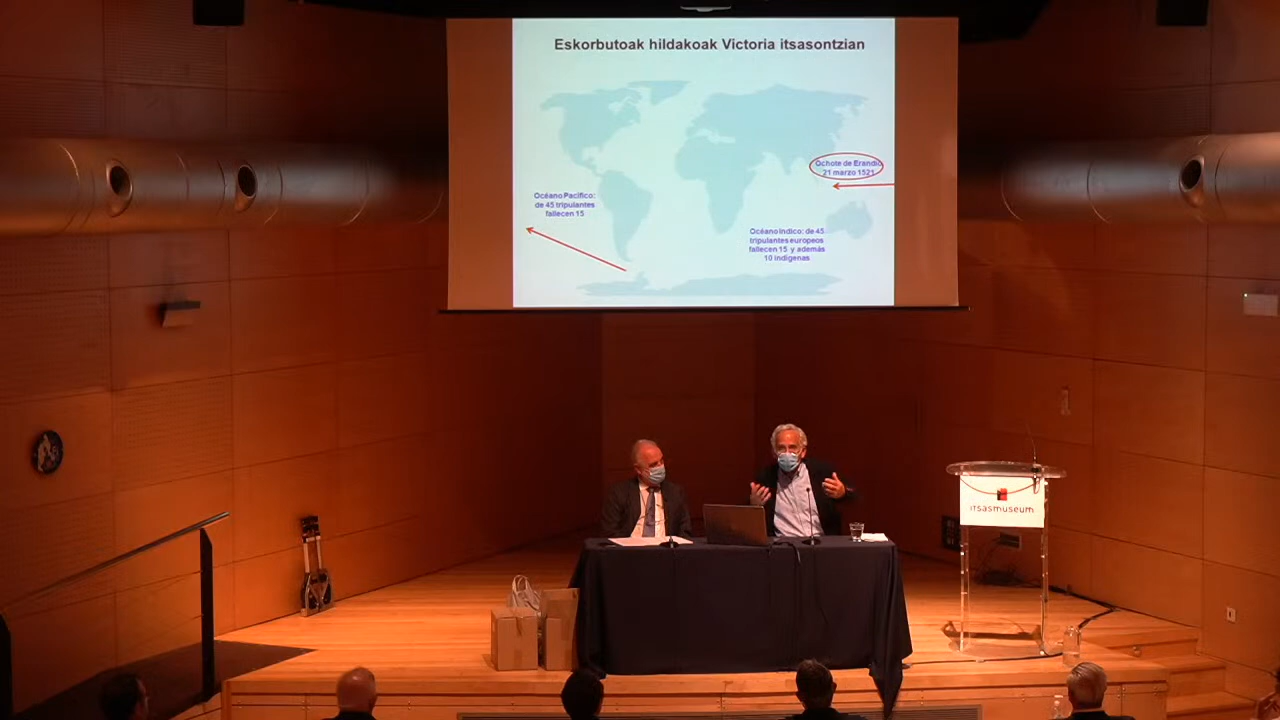 Eskorbutoak hildakoak Victoria itsasontzian
Ochote de Erandio
21 marzo 1521
Océano Pacífico:
de 45 tripulantes
fallecen 15
Océano Indico: de 45
tripulantes europeos
fallecen 15 y además
10 indígenas
itsasmuseum